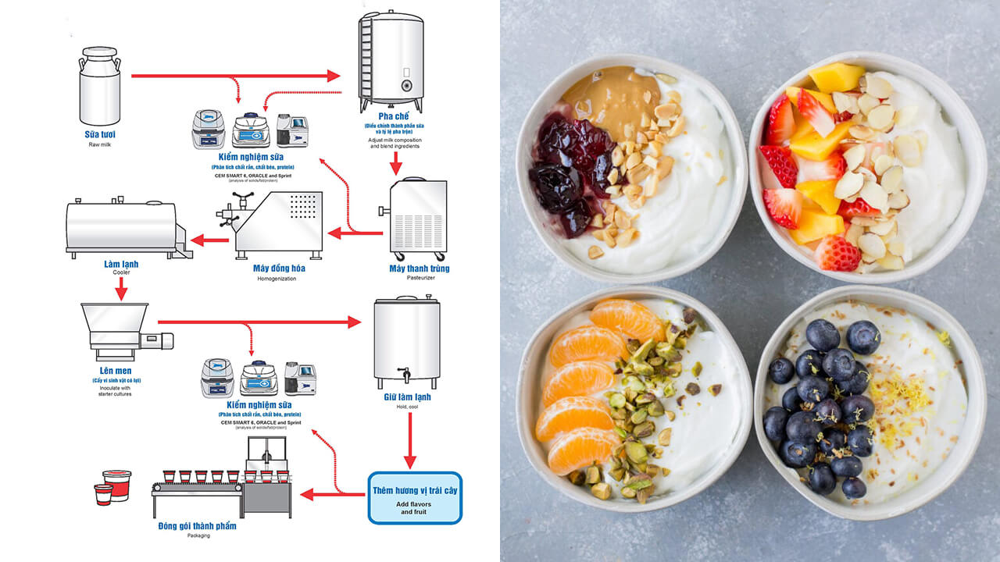 Sữa tươi
Raw milk
Pha chế
(Điều chỉnh thành phần sữa
và tỷ lệ pha trộn)
Adjust milk composition
and blend ingredients
Kiểm nghiệm sữa
(Phân tích chất rắn, chất béo, protein)
CEM SMART 6, ORACLE and Sprint
(analysis of solids/fat/protein)
Làm lạnh
Cooler
Máy đồng hóa
Homogenization
Máy thanh trùng
Pasteurizer
Lên men
(Cấy vi sinh vật có lợi)
Inoculate with
starter cultures
Kiểm nghiệm sữa
(Phân tích chất rắn, chất béo, protein)
CEM SMART 6, ORACLE and Sprint
(analysis of solids/fat/protein)
Giữ làm lạnh
Hold, cool
Thêm hương vị trái cây
Add flavors
and fruit
Đóng gói thành phẩm
Packaging